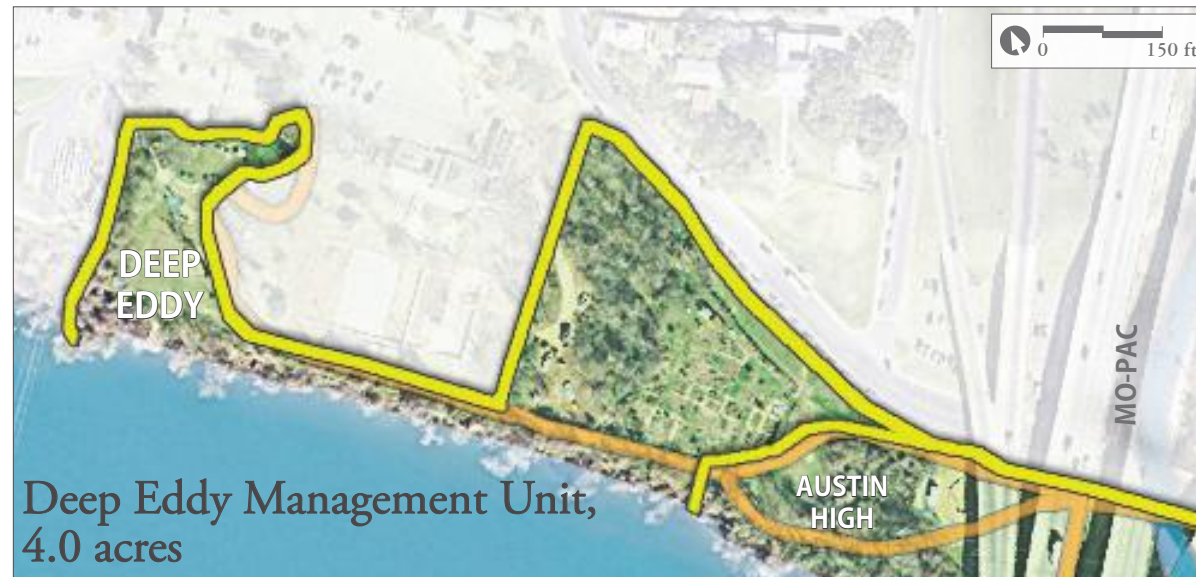 0 150 ft
DEEP
EDDY
MO-PAC
AUSTIN
HIGH
Deep Eddy Management Unit,
4.0 acres